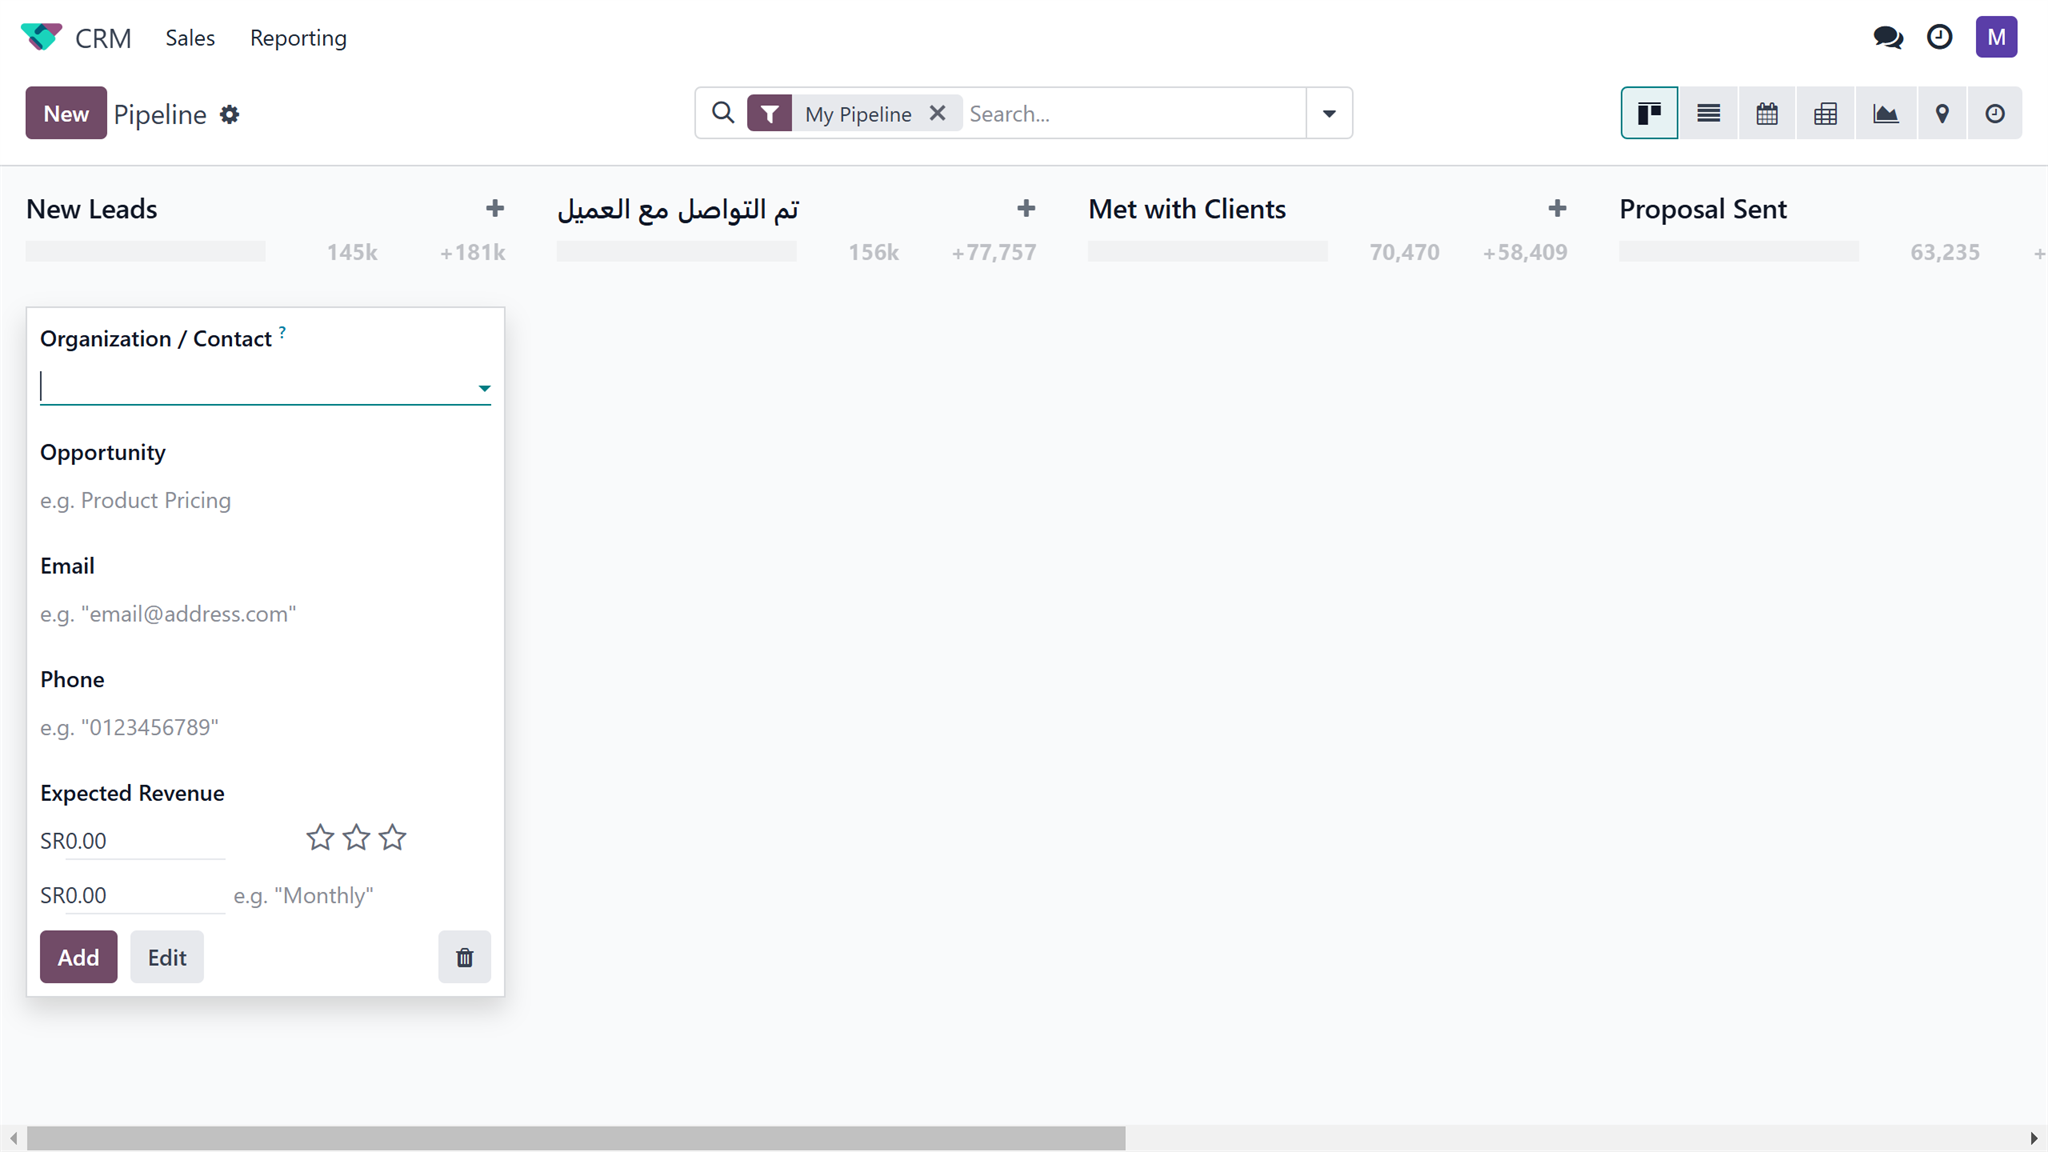 CRM Sales Reporting M
New Pipeline My Pipeline Search...
New Leads
145k +181k
تم التواصل مع العميل
156k +77,757
Met with Clients
70,470 +58,409
Proposal Sent
63,235 +
Organization / Contact ?
Opportunity
e.g. Product Pricing
Email
e.g. "email@address.com"
Phone
e.g. "0123456789"
Expected Revenue
SR0.00
SR0.00 e.g. "Monthly"
Add Edit